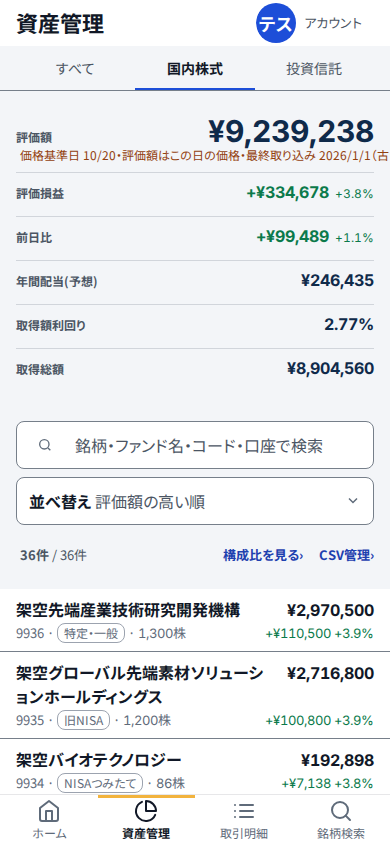 資産管理
テス アカウント
すべて 国内株式 投資信託
評価額 ¥9,239,238
価格基準日 10/20・評価額はこの日の価格・最終取り込み 2026/1/1(古
評価損益 +¥334,678 +3.8%
前日比 +¥99,489 +1.1%
年間配当(予想) ¥246,435
取得額利回り 2.77%
取得総額 ¥8,904,560
銘柄・ファンド名・コード・口座で検索
並べ替え 評価額の高い順
36件 / 36件 構成比を見る› CSV管理›
架空先端産業技術研究開発機構 ¥2,970,500
9936 · 特定・一般 · 1,300株 +¥110,500 +3.9%
架空グローバル先端素材ソリューシ ¥2,716,800
ョンホールディングス
9935 · 旧NISA · 1,200株 +¥100,800 +3.9%
架空バイオテクノロジー ¥192,898
9934 · NISAつみたて · 86株 +¥7,138 +3.8%
ホーム 資産管理 取引明細 銘柄検索